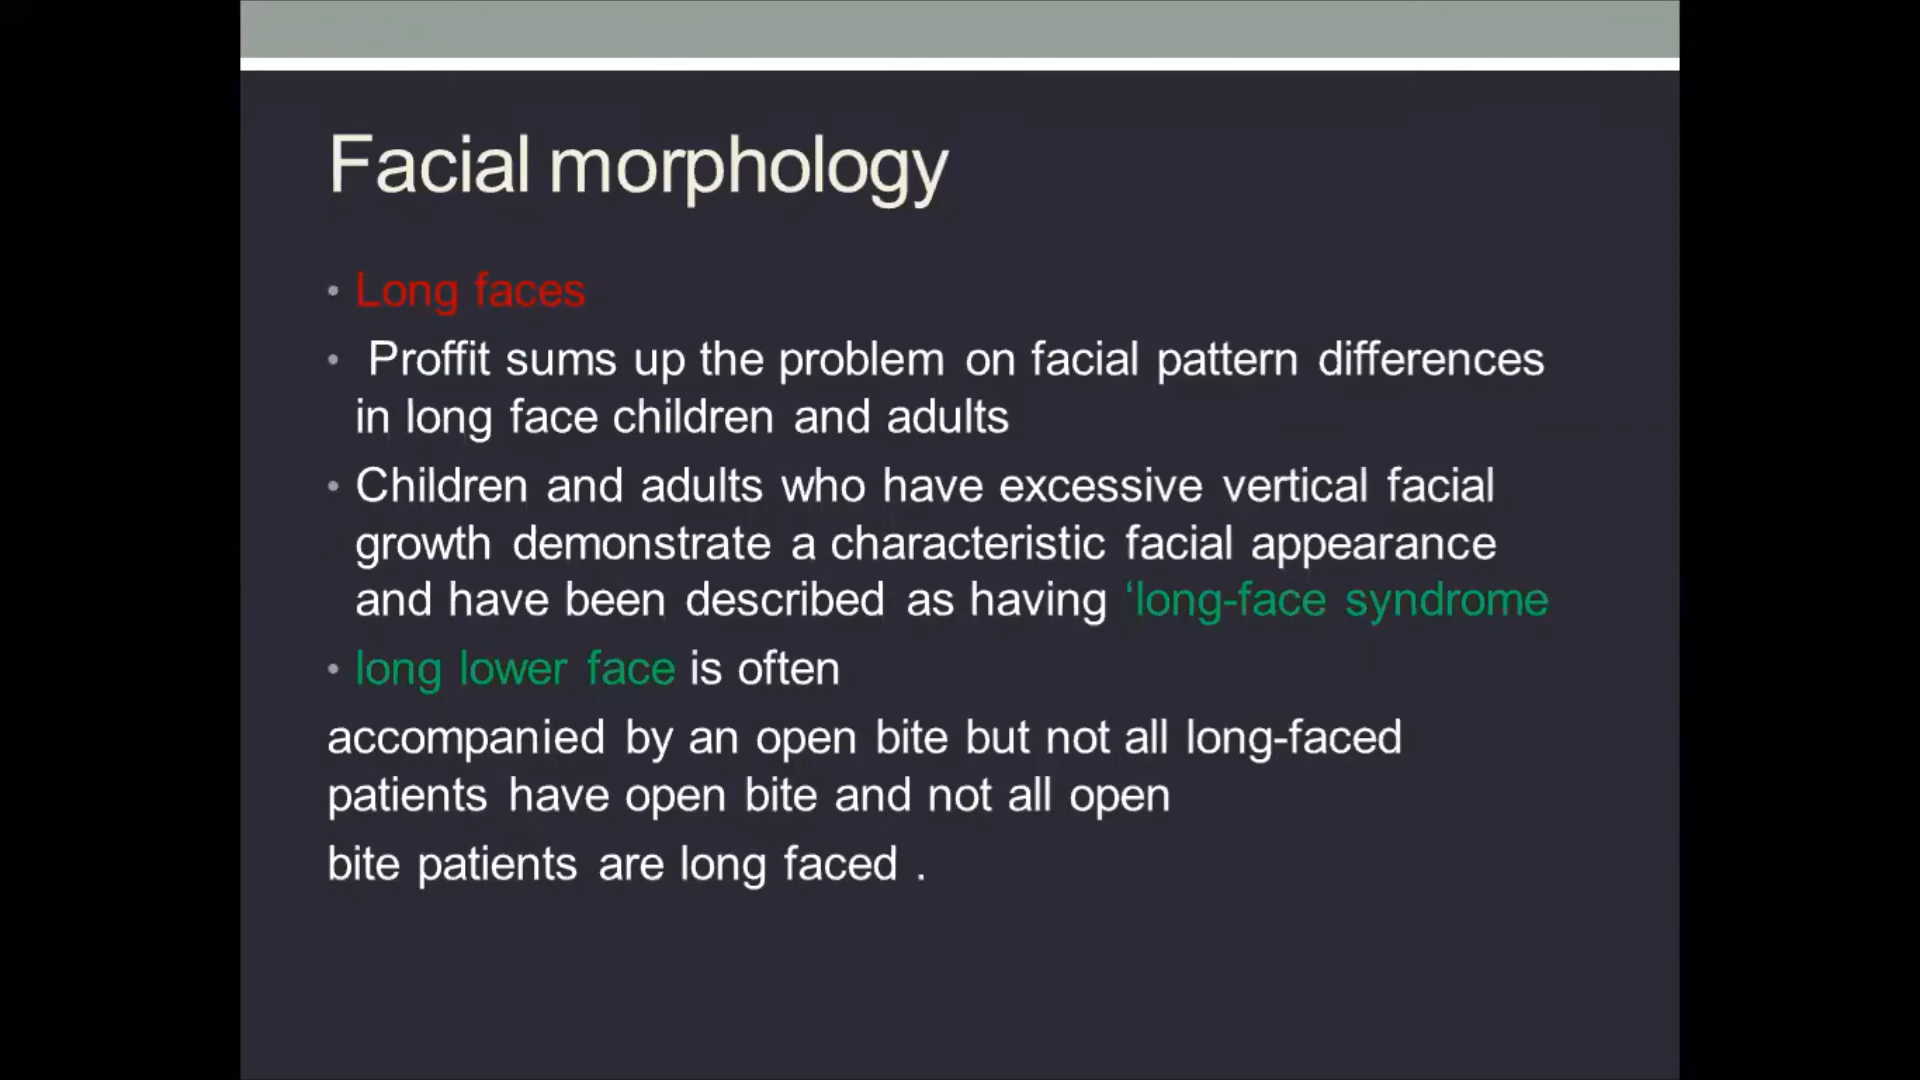 Facial morphology
• Long faces
• Proffit sums up the problem on facial pattern differences
in long face children and adults
• Children and adults who have excessive vertical facial
growth demonstrate a characteristic facial appearance
and have been described as having ‘long-face syndrome
• long lower face is often
accompanied by an open bite but not all long-faced
patients have open bite and not all open
bite patients are long faced .